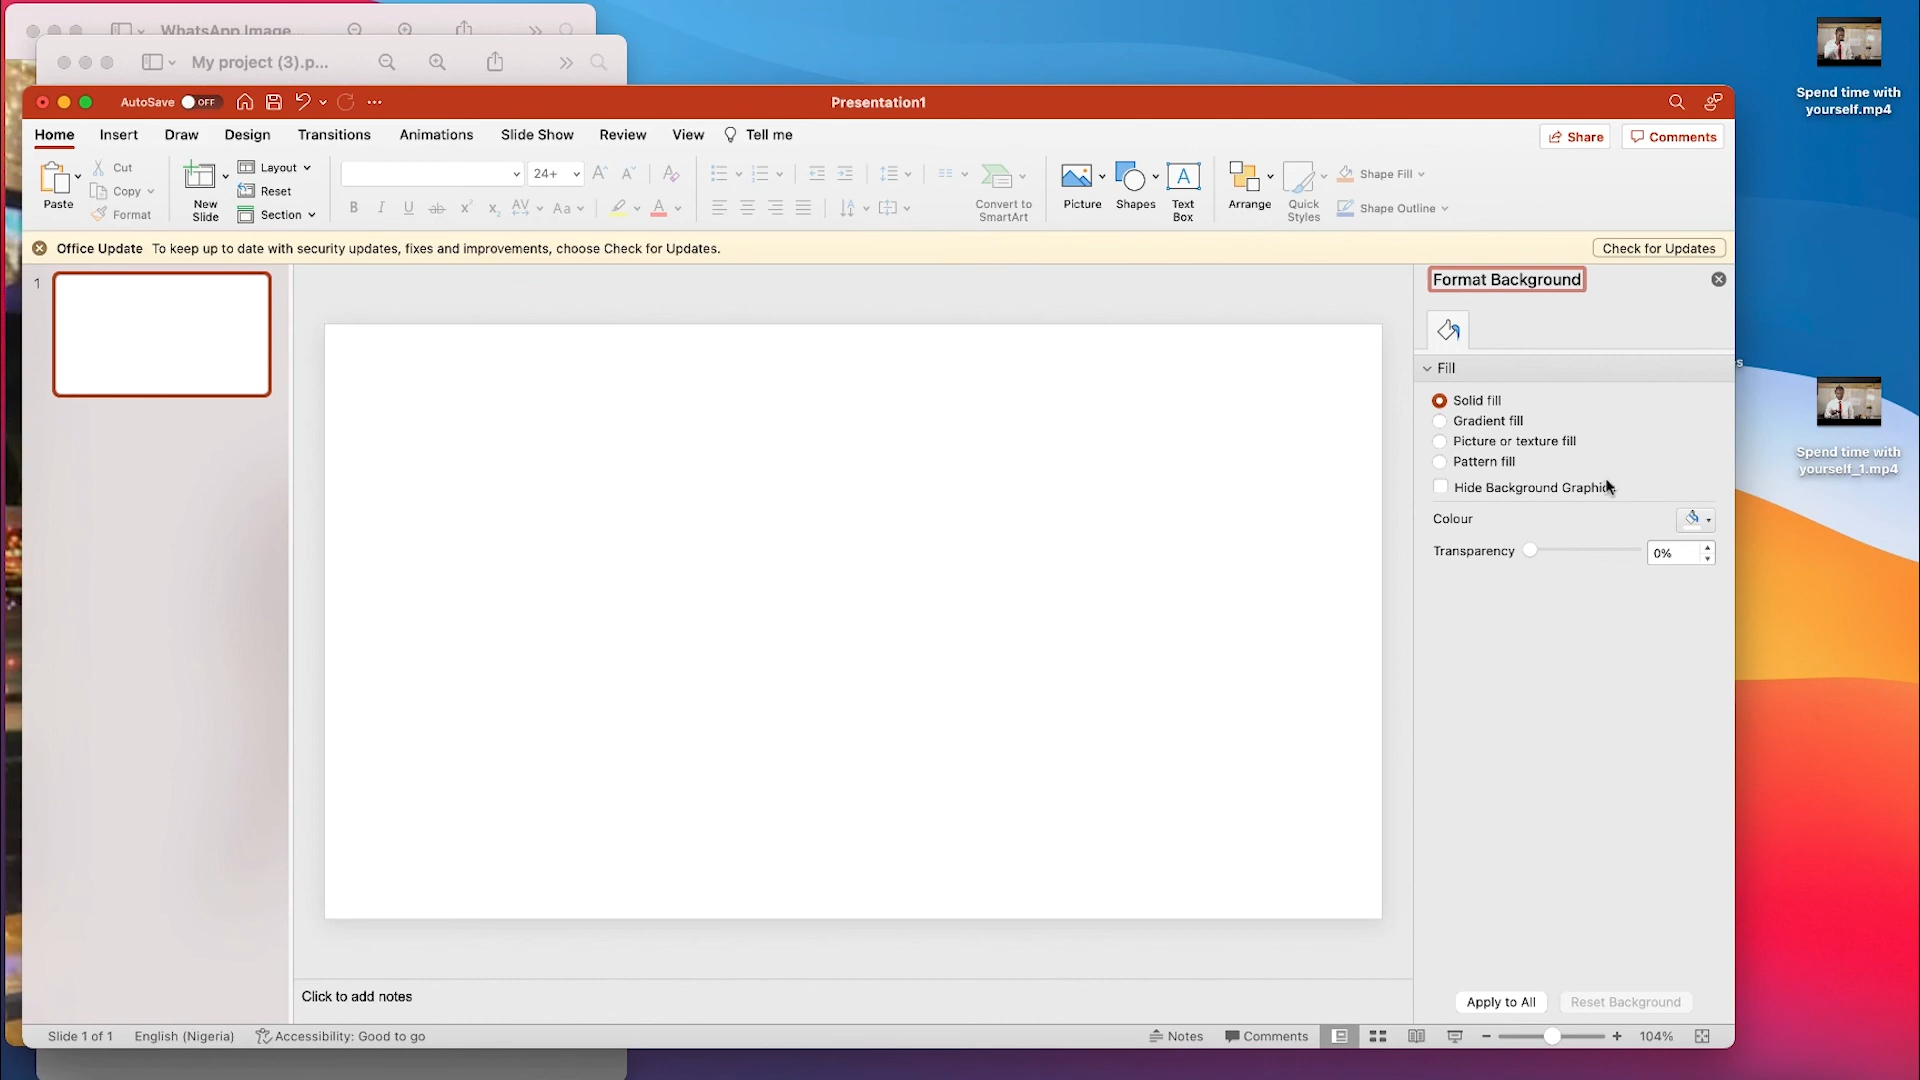 WhatsApp Image...
My project (3).p...
AutoSave OFF
Presentation1
Home Insert Draw Design Transitions Animations Slide Show Review View Tell me
Share Comments
Paste
Cut
Copy
Format
New
Slide
Layout
Reset
Section
24+
Convert to
SmartArt
Picture
Shapes
Text
Box
Arrange
Quick
Styles
Shape Fill
Shape Outline
Office Update To keep up to date with security updates, fixes and improvements, choose Check for Updates.
Check for Updates
1
Format Background
Fill
Solid fill
Gradient fill
Picture or texture fill
Pattern fill
Hide Background Graphics
Colour
Transparency 0%
Apply to All
Reset Background
Click to add notes
Slide 1 of 1 English (Nigeria) Accessibility: Good to go
Notes Comments 104%
Spend time with
yourself.mp4
Spend time with
yourself_1.mp4